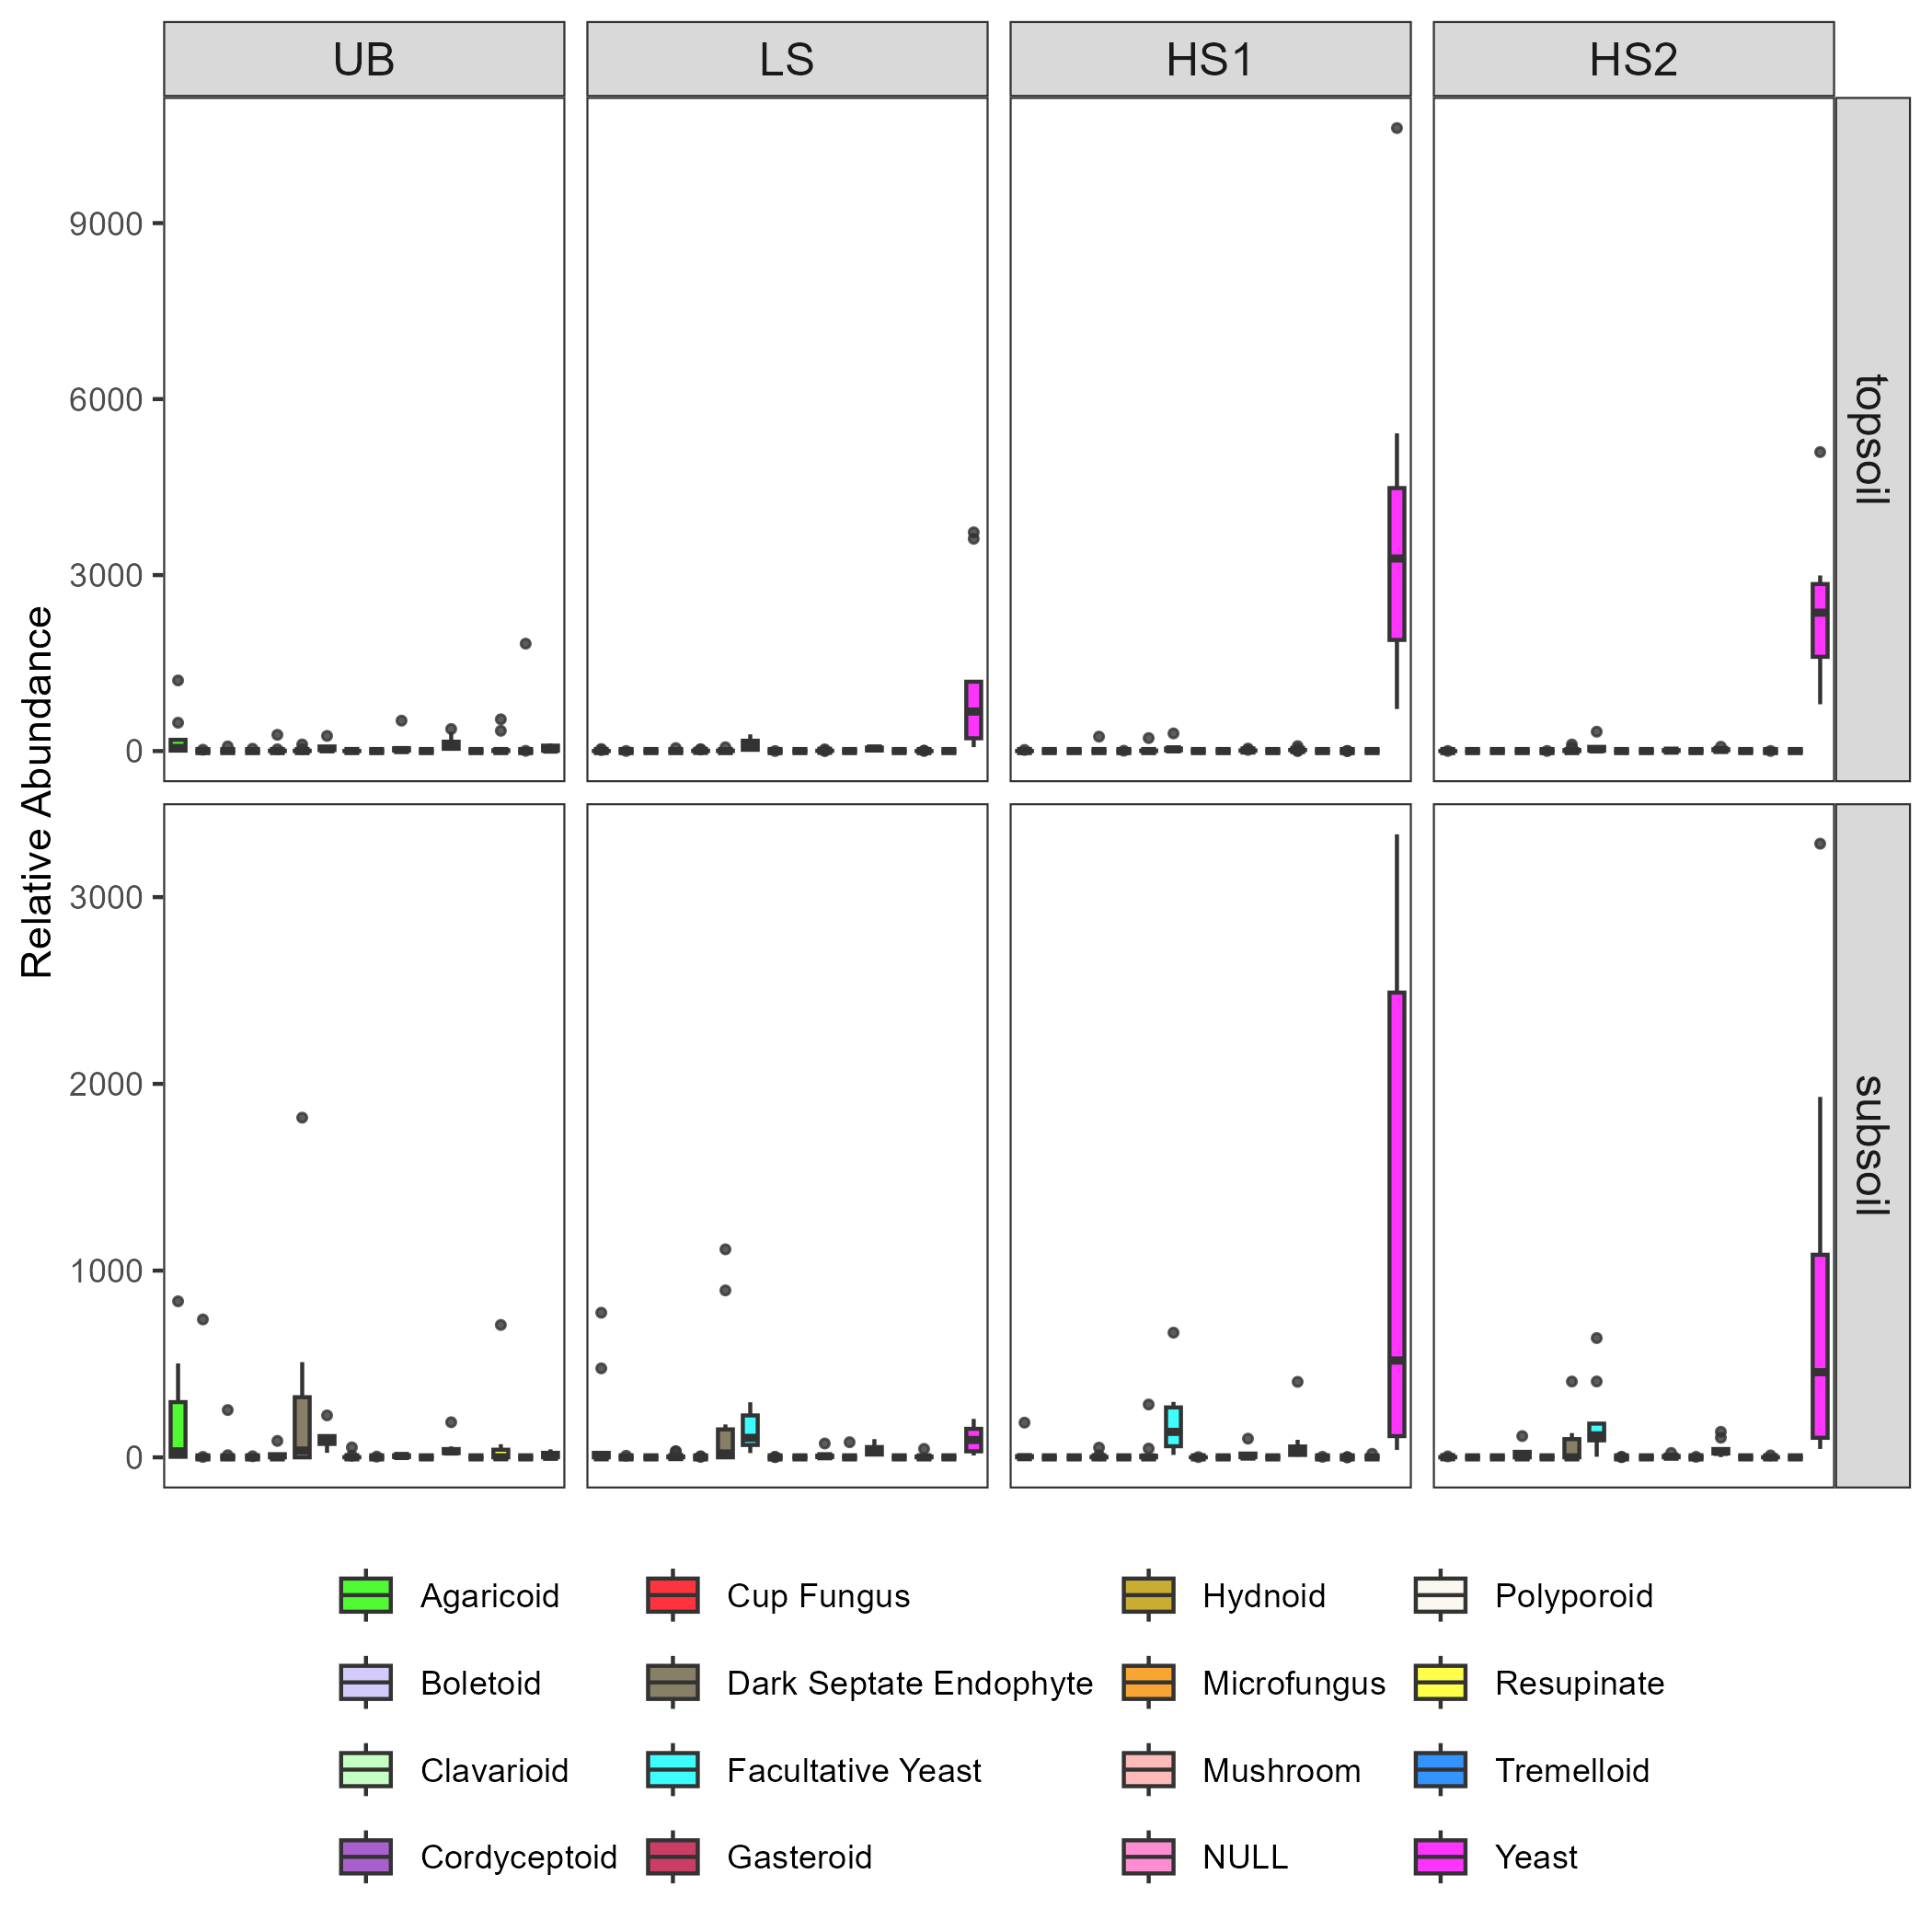 UB LS HS1 HS2
9000
6000
3000
0
topsoil
Relative Abundance
3000
2000
1000
0
subsoil
Agaricoid Cup Fungus Hydnoid Polyporoid
Boletoid Dark Septate Endophyte Microfungus Resupinate
Clavarioid Facultative Yeast Mushroom Tremelloid
Cordyceptoid Gasteroid NULL Yeast